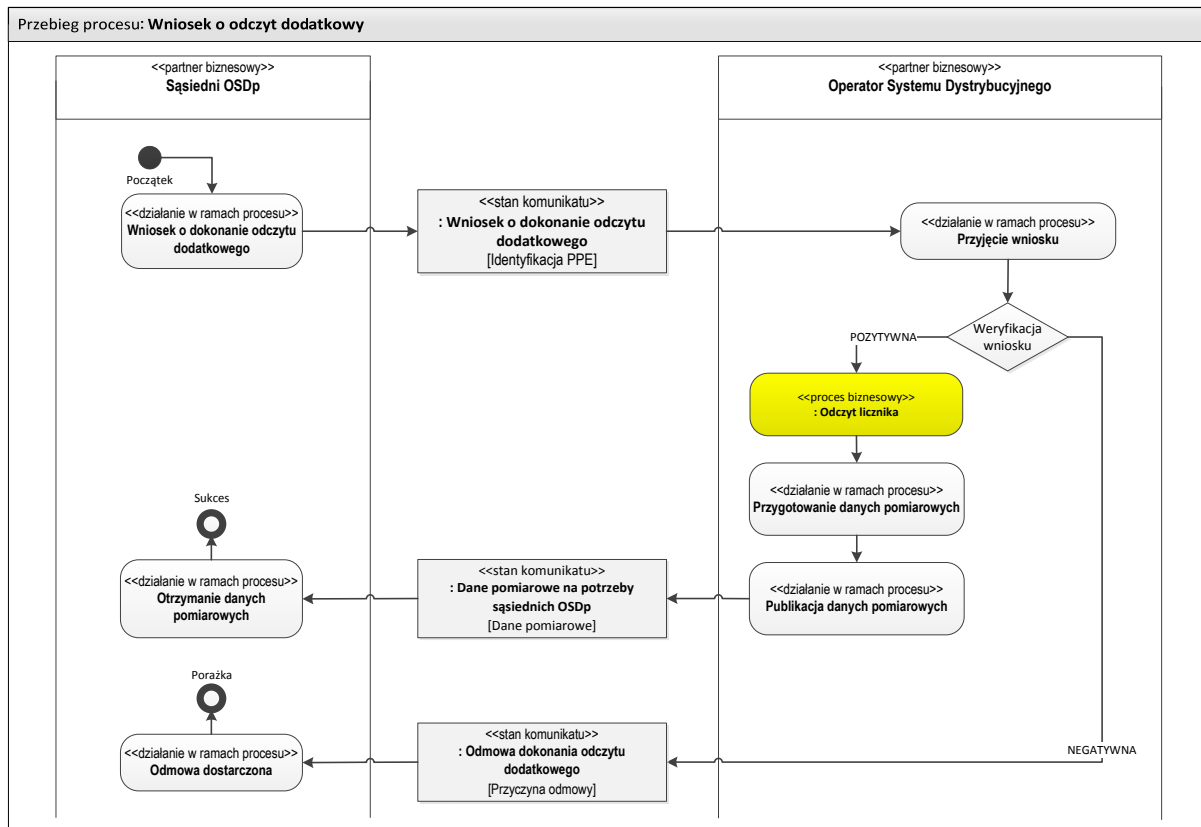 Przebieg procesu: Wniosek o odczyt dodatkowy
<<partner biznesowy>>
Sąsiedni OSDp
<<partner biznesowy>>
Operator Systemu Dystrybucyjnego
Początek
<<działanie w ramach procesu>>
Wniosek o dokonanie odczytu
dodatkowego
<<stan komunikatu>>
: Wniosek o dokonanie odczytu
dodatkowego
[Identyfikacja PPE]
<<działanie w ramach procesu>>
Przyjęcie wniosku
Weryfikacja
wniosku
POZYTYWNA
<<proces biznesowy>>
: Odczyt licznika
<<działanie w ramach procesu>>
Przygotowanie danych pomiarowych
Sukces
<<działanie w ramach procesu>>
Otrzymanie danych
pomiarowych
<<stan komunikatu>>
: Dane pomiarowe na potrzeby
sąsiednich OSDp
[Dane pomiarowe]
<<działanie w ramach procesu>>
Publikacja danych pomiarowych
Porażka
<<działanie w ramach procesu>>
Odmowa dostarczona
<<stan komunikatu>>
: Odmowa dokonania odczytu
dodatkowego
[Przyczyna odmowy]
NEGATYWNA